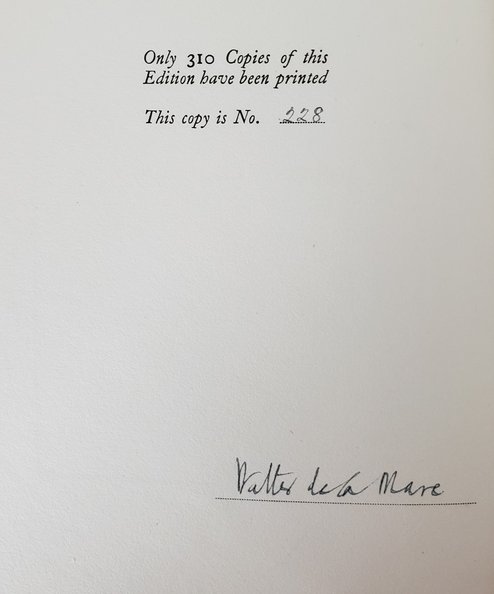 Only 310 Copies of this
Edition have been printed
This copy is No. 228
Walter de la Mare